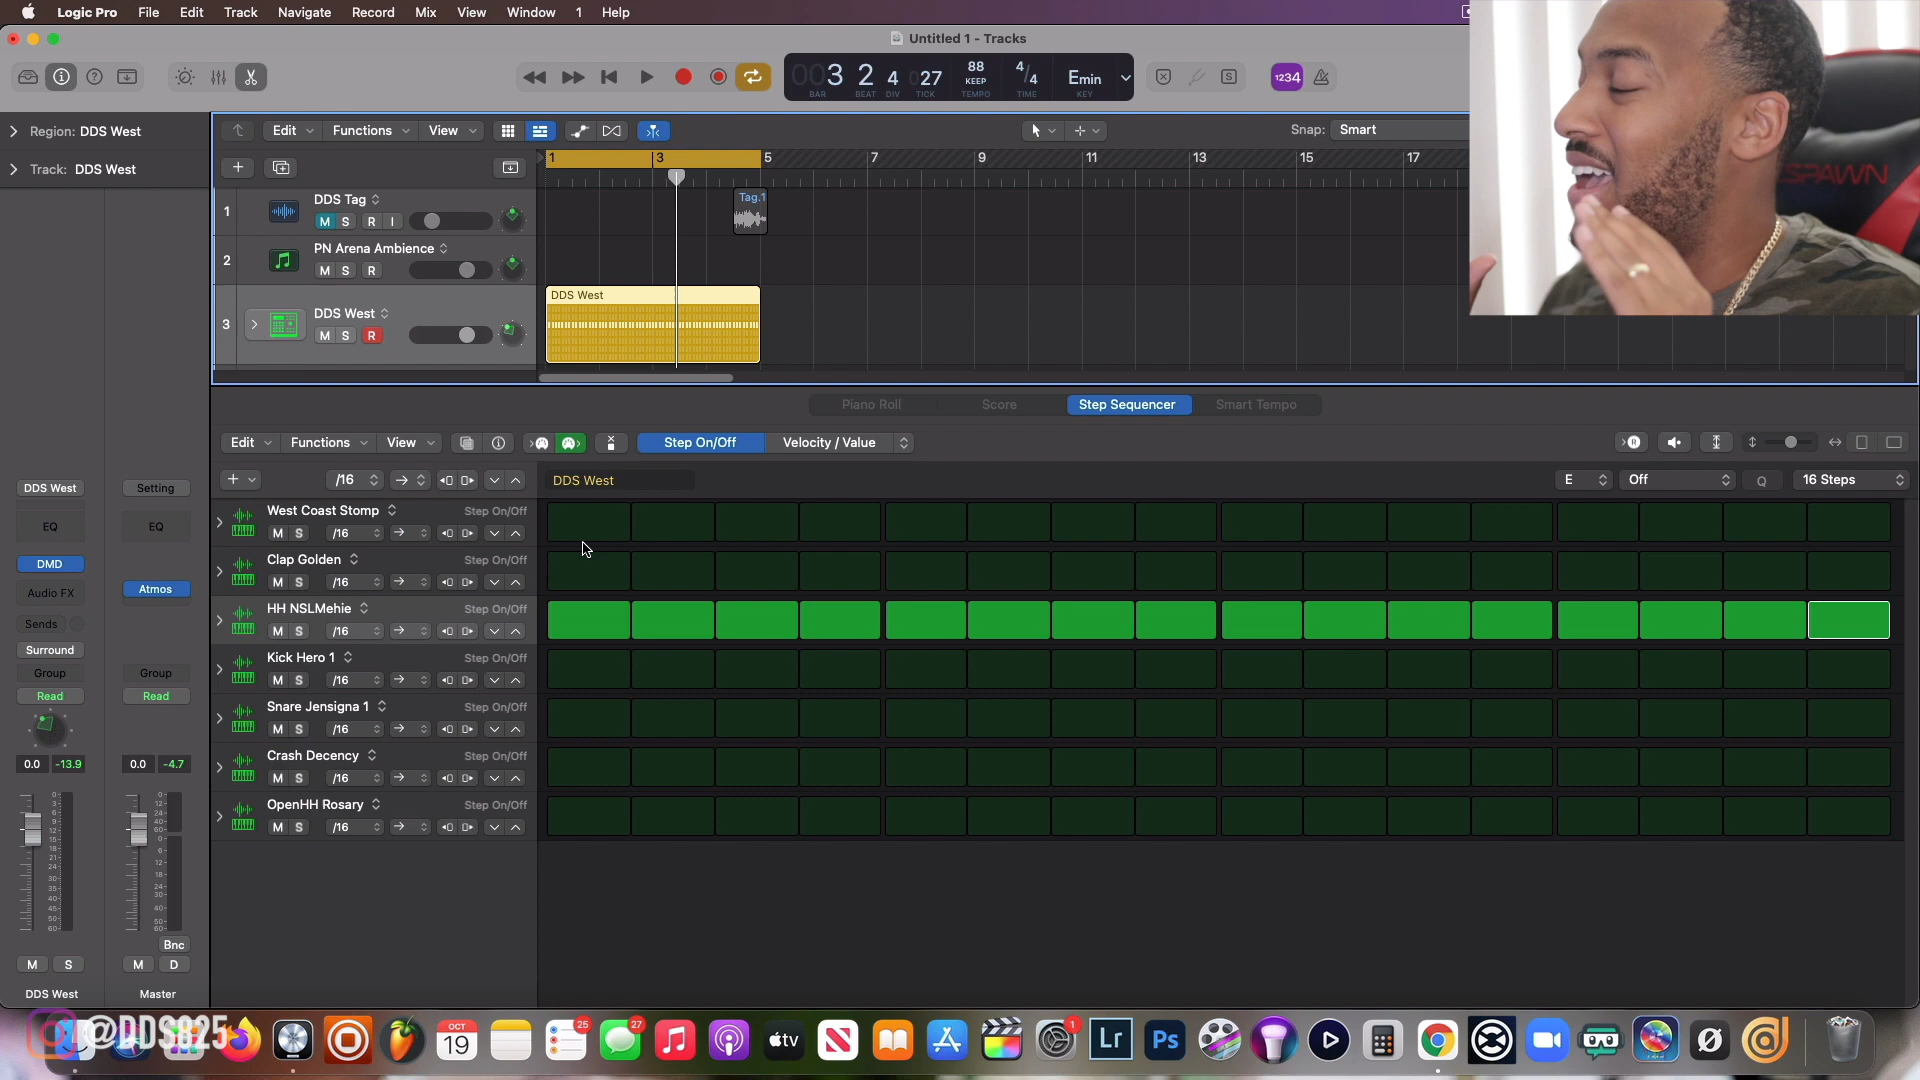 Logic Pro File Edit Track Navigate Record Mix View Window 1 Help
Untitled 1 - Tracks
003 2 4 027 88 KEEP 4/4 Emin
BAR BEAT DIV TICK TEMPO TIME KEY
S 1234
Region: DDS West
Edit Functions View Snap: Smart
Track: DDS West
1 3 5 7 9 11 13 15 17
1 DDS Tag
M S R I
Tag.1
2 PN Arena Ambience
M S R
3 DDS West
M S R
DDS West
ESPAWN
Piano Roll Score Step Sequencer Smart Tempo
Edit Functions View Step On/Off Velocity / Value
/16 DDS West E Off Q 16 Steps
West Coast Stomp Step On/Off
M S /16
Clap Golden Step On/Off
M S /16
HH NSLMehie Step On/Off
M S /16
Kick Hero 1 Step On/Off
M S /16
Snare Jensigna 1 Step On/Off
M S /16
Crash Decency Step On/Off
M S /16
OpenHH Rosary Step On/Off
M S /16
DDS West Setting
EQ EQ
DMD
Audio FX Atmos
Sends
Surround
Group Group
Read Read
0.0 -13.9 0.0 -4.7
Bnc
M S M D
DDS West Master
@DDS825
OCT
19
25
27
tv
1
Lr
Ps